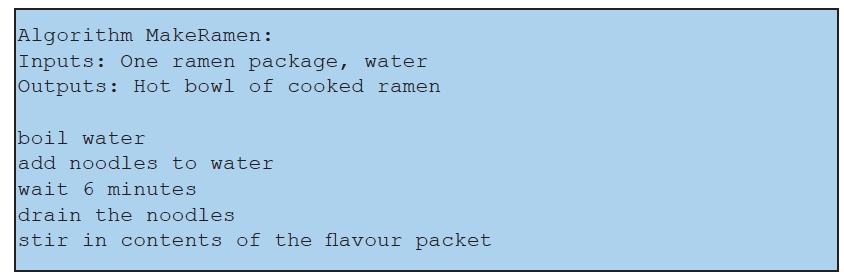 Algorithm MakeRamen:
Inputs: One ramen package, water
Outputs: Hot bowl of cooked ramen
boil water
add noodles to water
wait 6 minutes
drain the noodles
stir in contents of the flavour packet